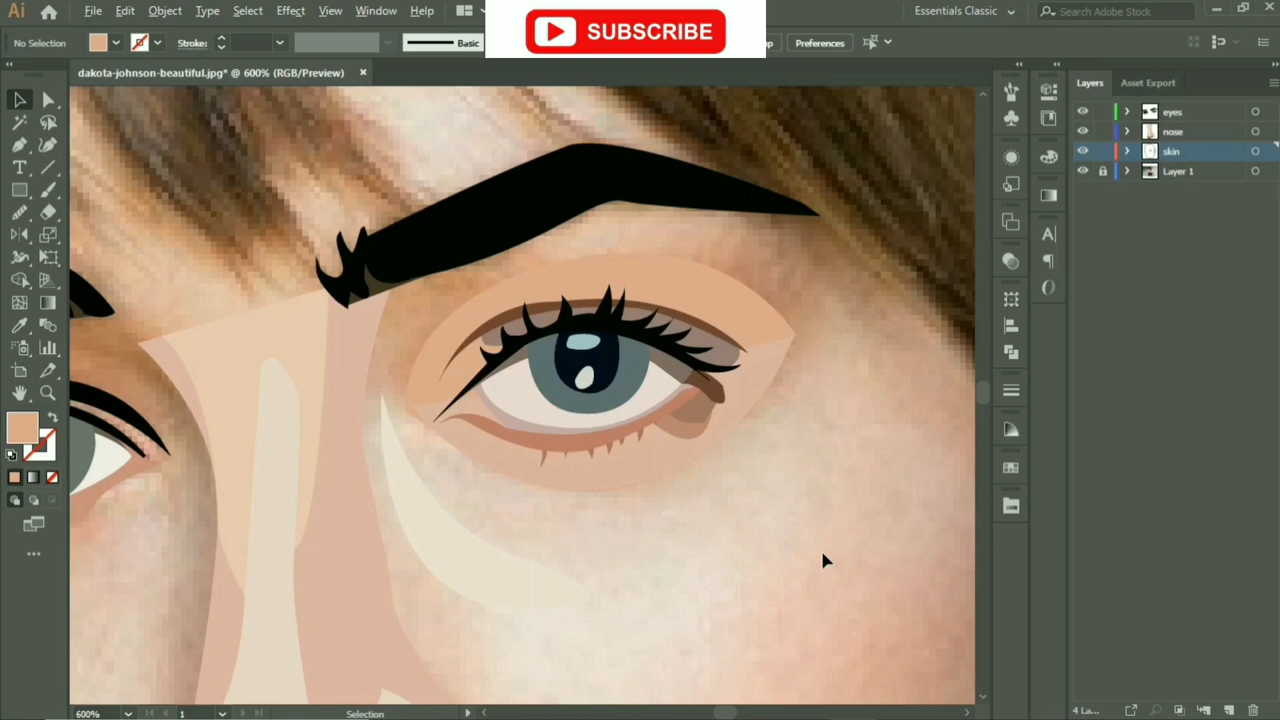 Ai File Edit Object Type Select Effect View Window Help Essentials Classic Search Adobe Stock
SUBSCRIBE
No Selection Stroke: Basic Preferences
dakota-johnson-beautiful.jpg* @ 600% (RGB/Preview)
Layers Asset Export
eyes
nose
skin
Layer 1
600% 1 Selection 4 La...